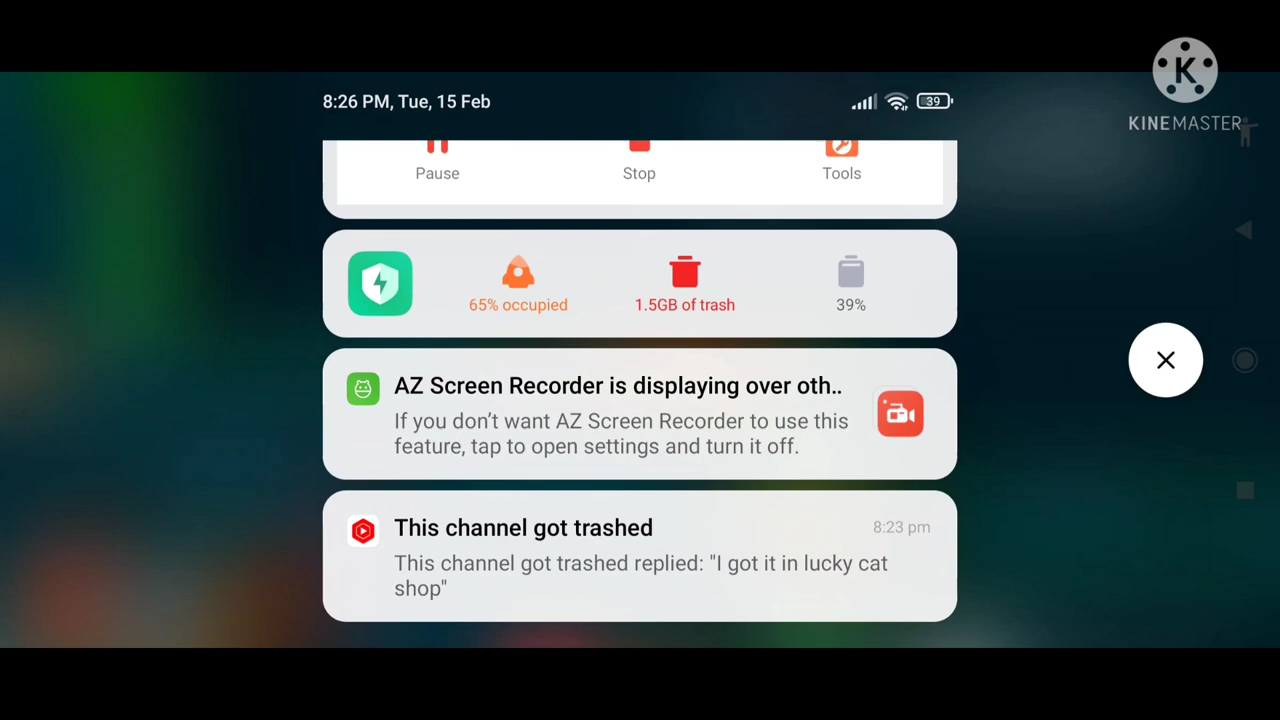 8:26 PM, Tue, 15 Feb
39
K
KINEMASTER
Pause
Stop
Tools
65% occupied
1.5GB of trash
39%
AZ Screen Recorder is displaying over oth..
If you don’t want AZ Screen Recorder to use this
feature, tap to open settings and turn it off.
This channel got trashed
8:23 pm
This channel got trashed replied: "I got it in lucky cat
shop"